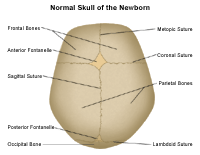 Normal Skull of the Newborn
Frontal Bones
Metopic Suture
Anterior Fontanelle
Coronal Suture
Sagittal Suture
Parietal Bones
Posterior Fontanelle
Occipital Bone
Lambdoid Suture